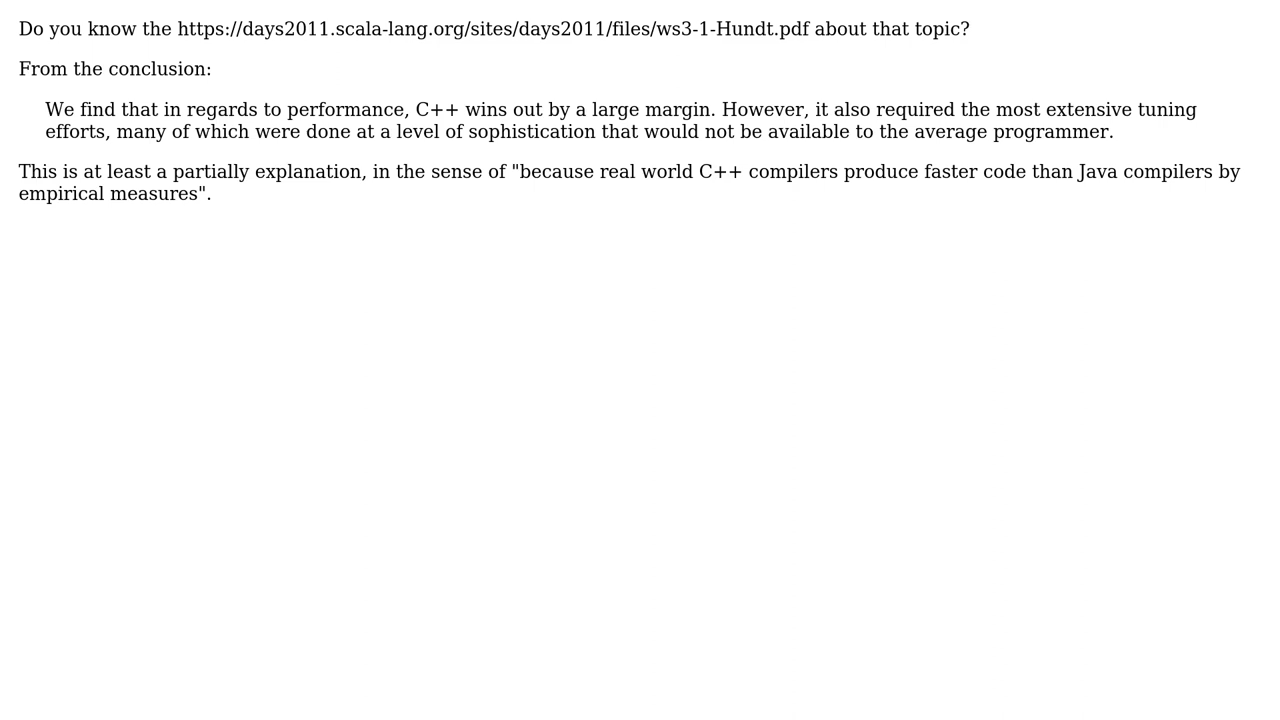 Do you know the https://days2011.scala-lang.org/sites/days2011/files/ws3-1-Hundt.pdf about that topic?
From the conclusion:
We find that in regards to performance, C++ wins out by a large margin. However, it also required the most extensive tuning
efforts, many of which were done at a level of sophistication that would not be available to the average programmer.
This is at least a partially explanation, in the sense of "because real world C++ compilers produce faster code than Java compilers by
empirical measures".